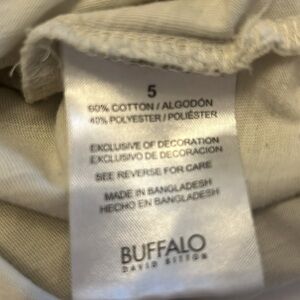 5
60% COTTON / ALGODÓN
40% POLYESTER / POLIÉSTER
EXCLUSIVE OF DECORATION
EXCLUSIVO DE DECORACION
SEE REVERSE FOR CARE
MADE IN BANGLADESH
HECHO EN BANGLADESH
BUFFALO
DAVID BITTON